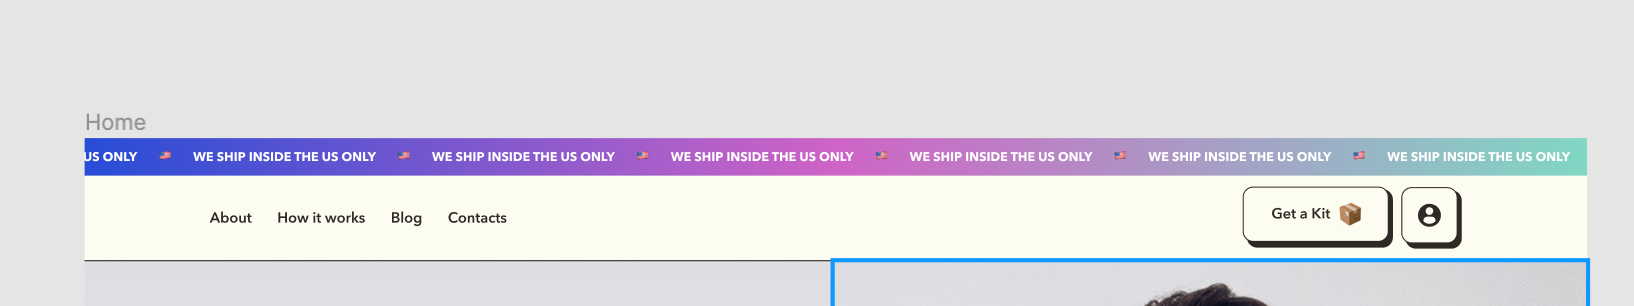 Home
US ONLY 🇺🇸 WE SHIP INSIDE THE US ONLY 🇺🇸 WE SHIP INSIDE THE US ONLY 🇺🇸 WE SHIP INSIDE THE US ONLY 🇺🇸 WE SHIP INSIDE THE US ONLY 🇺🇸 WE SHIP INSIDE THE US ONLY 🇺🇸 WE SHIP INSIDE THE US ONLY
About How it works Blog Contacts Get a Kit 📦